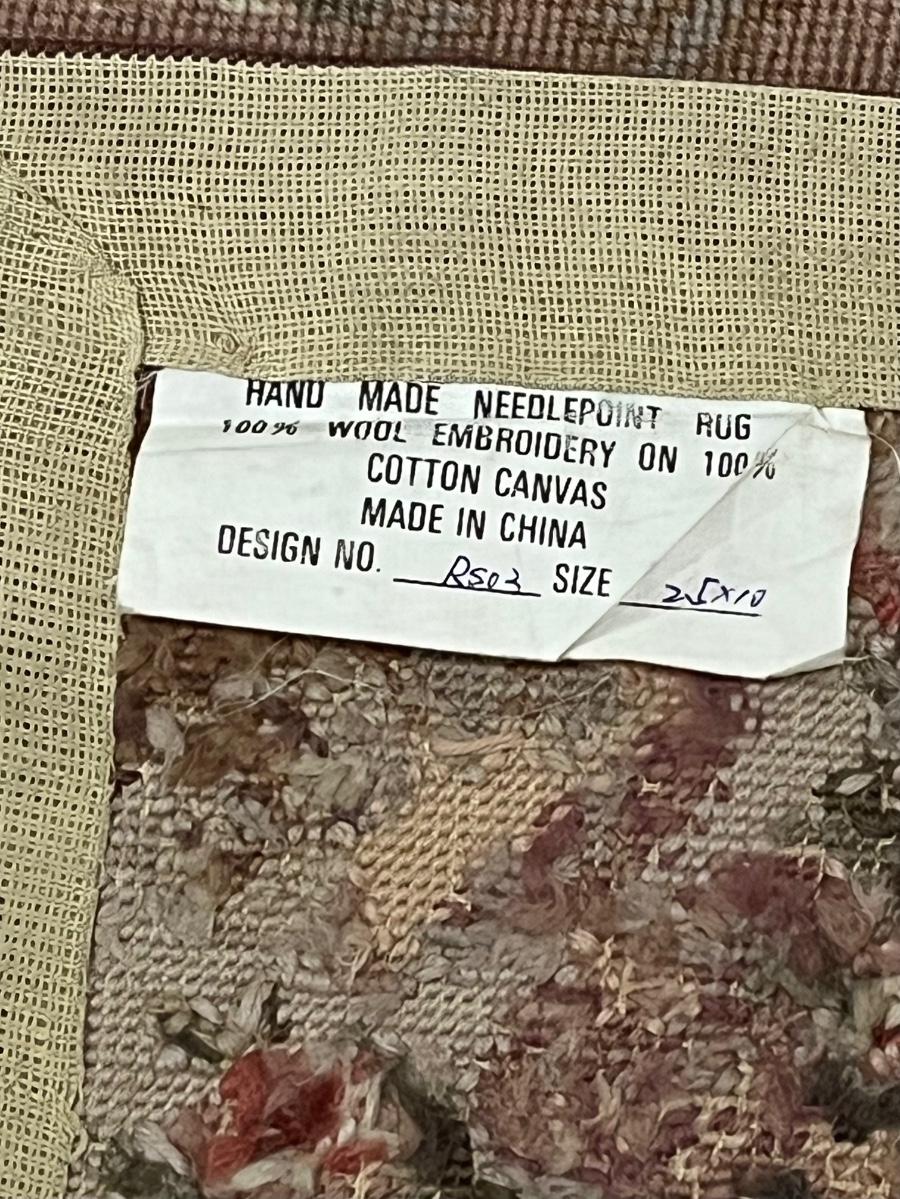 HAND MADE NEEDLEPOINT RUG
100% WOOL EMBROIDERY ON 100%
COTTON CANVAS
MADE IN CHINA
DESIGN NO. RS03 SIZE 2.5x10